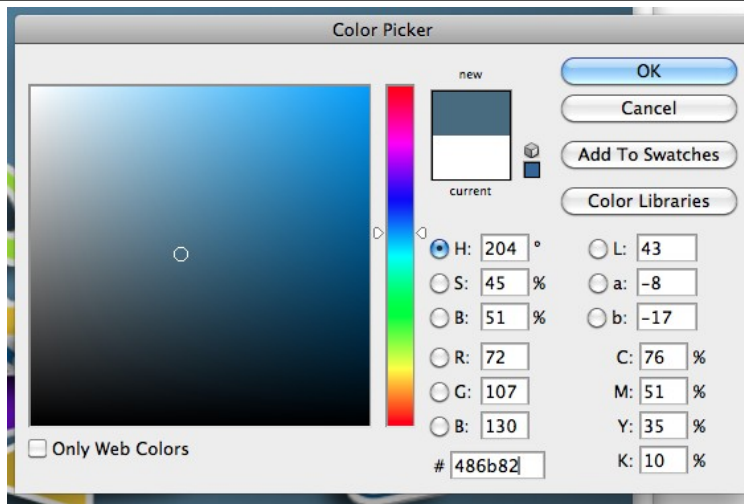 Color Picker
new
current
OK
Cancel
Add To Swatches
Color Libraries
H: 204 °
S: 45 %
B: 51 %
R: 72
G: 107
B: 130
# 486b82
L: 43
a: -8
b: -17
C: 76 %
M: 51 %
Y: 35 %
K: 10 %
Only Web Colors